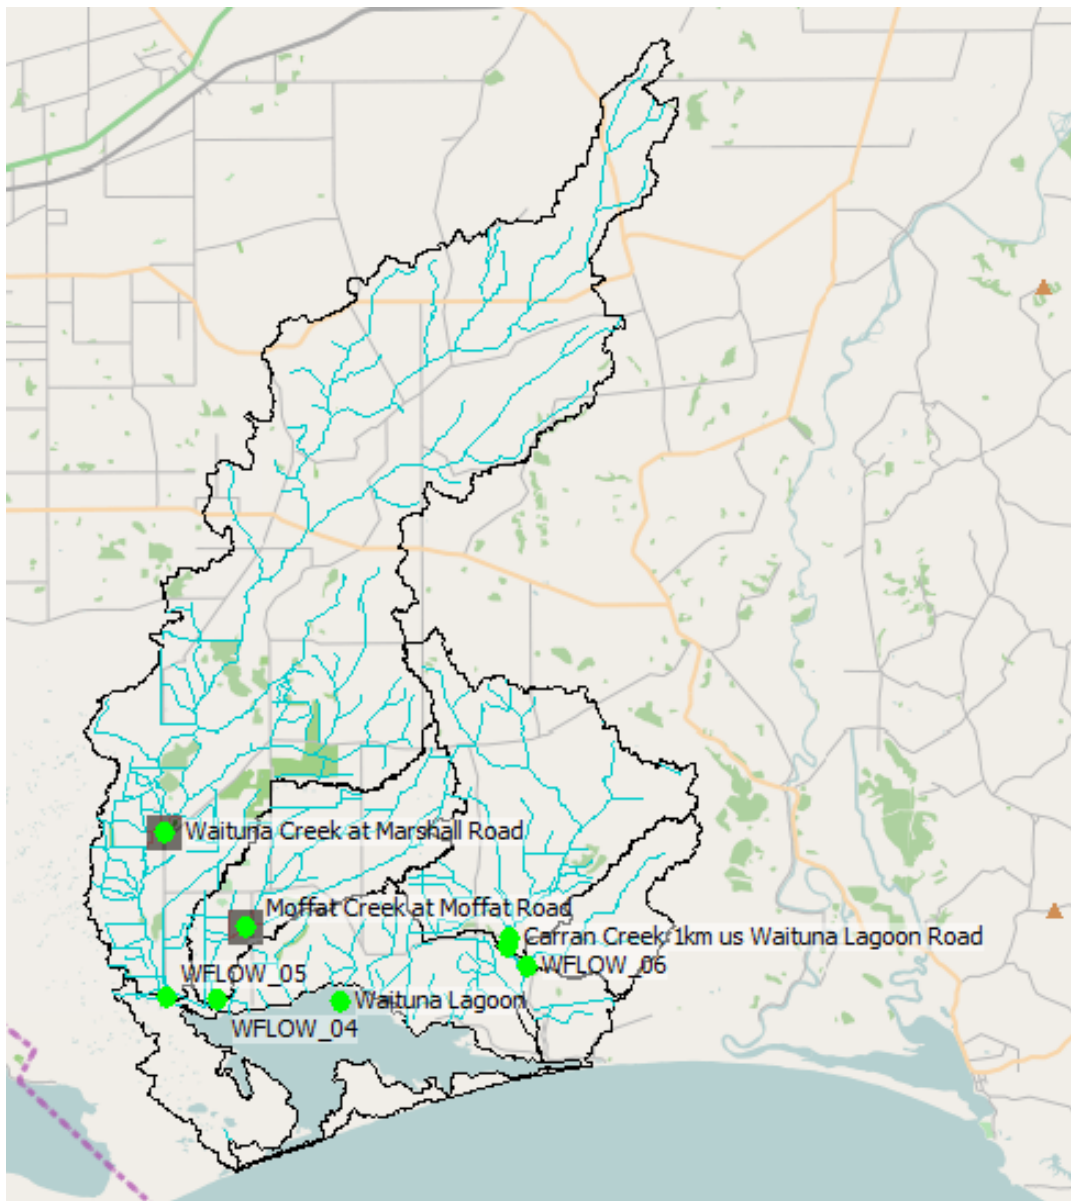 Waituna Creek at Marshall Road
Moffat Creek at Moffat Road
Carran Creek 1km us Waituna Lagoon Road
WFLOW_06
WFLOW_05
Waituna Lagoon
WFLOW_04